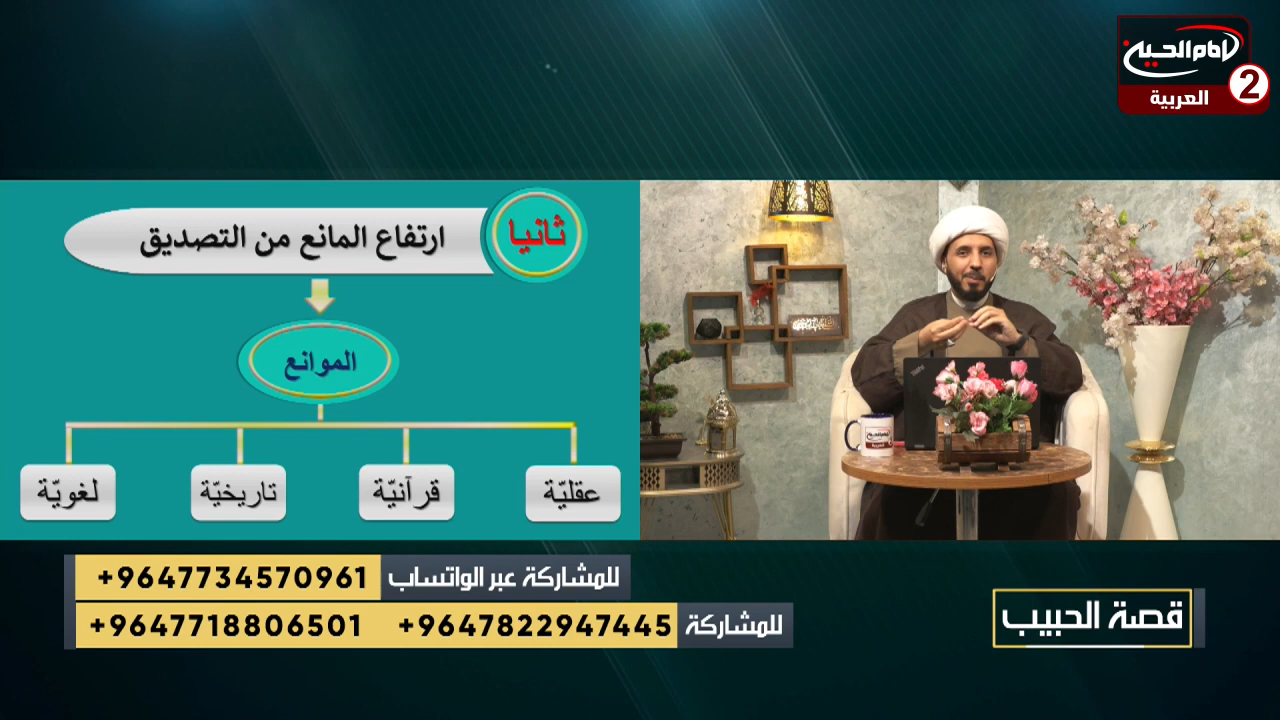 إمام الحسين
2
العربية
ثانيا
ارتفاع المانع من التصديق
الموانع
عقليّة
قرآنيّة
تاريخيّة
لغويّة
للمشاركة عبر الواتساب +9647734570961
للمشاركة +9647822947445 +9647718806501
قصة الحبيب